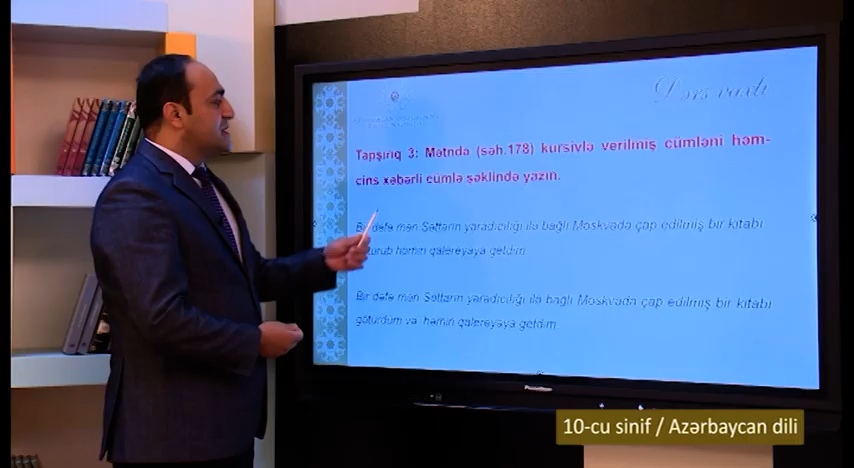 Dərs vaxtı
Tapşırıq 3: Mətndə (səh.178) kursivlə verilmiş cümləni həm-
cins xəbərli cümlə şəklində yazın.
Bir dəfə mən Səttarın yaradıcılığı ilə bağlı Moskvada çap edilmiş bir kitabı
götürüb həmin qalereyaya getdim.
Bir dəfə mən Səttarın yaradıcılığı ilə bağlı Moskvada çap edilmiş bir kitabı
götürdüm və həmin qalereyaya getdim.
10-cu sinif / Azərbaycan dili